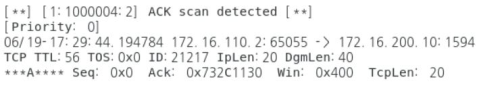 [**] [1:1000004:2] ACK scan detected [**]
[Priority: 0]
06/19-17:29:44.194784 172.16.110.2:65055 -> 172.16.200.10:1594
TCP TTL:56 TOS:0x0 ID:21217 IpLen:20 DgmLen:40
***A**** Seq: 0x0 Ack: 0x732C1130 Win: 0x400 TcpLen: 20